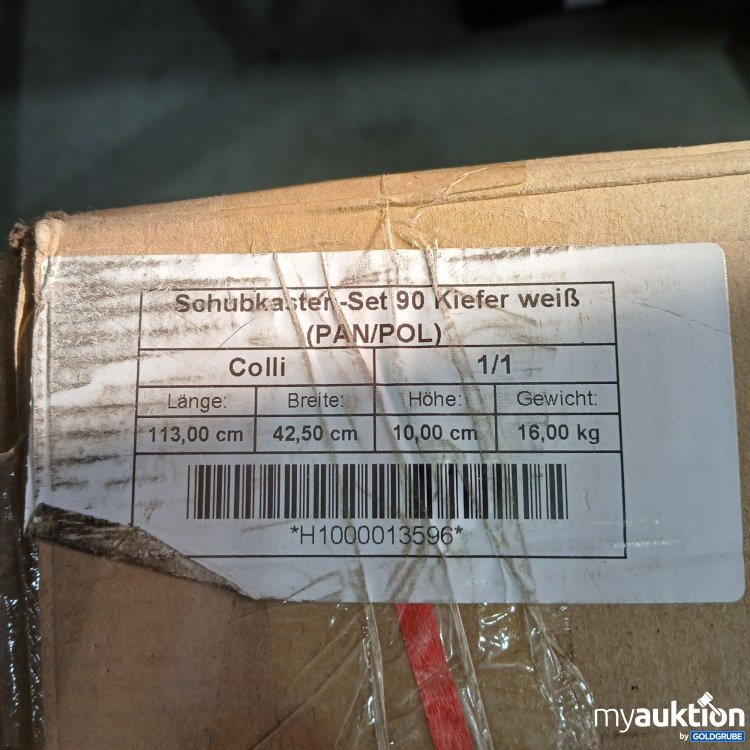 Schubkasten-Set 90 Kiefer weiß
(PAN/POL)
Colli 1/1
Länge: Breite: Höhe: Gewicht:
113,00 cm 42,50 cm 10,00 cm 16,00 kg
*H1000013596*
myauktion
by GOLDGRUBE